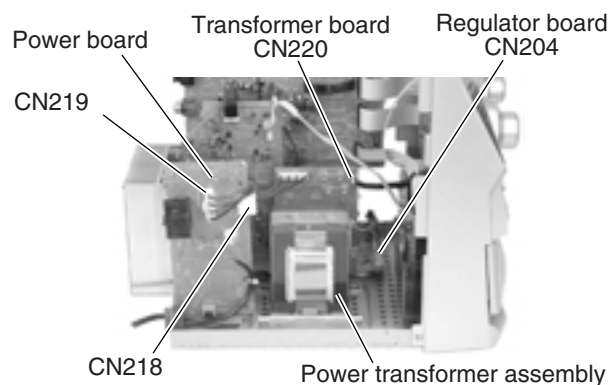 Power board
Transformer board
CN220
Regulator board
CN204
CN219
CN218
Power transformer assembly